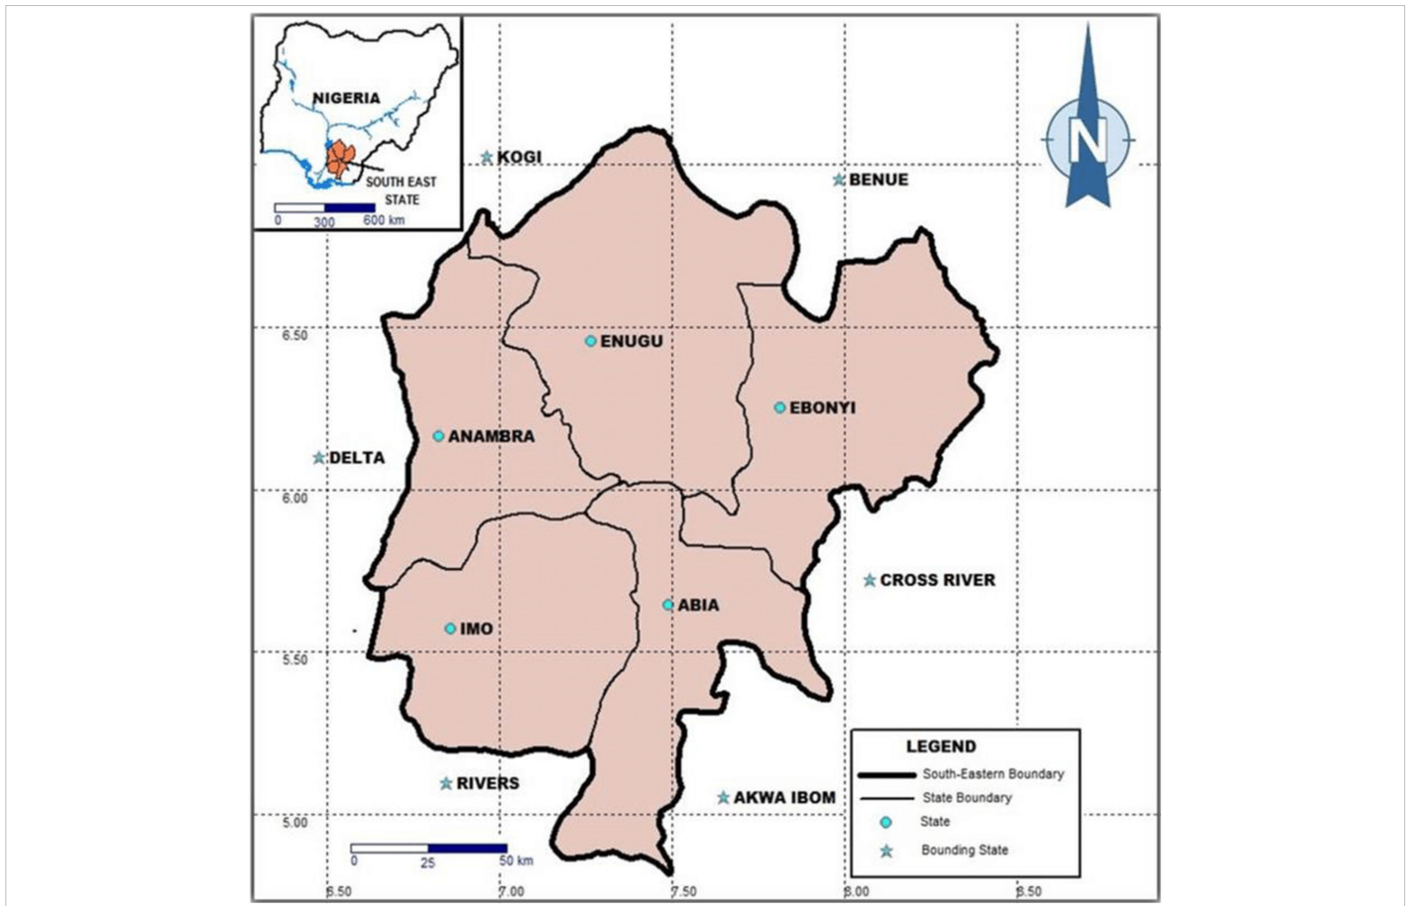 NIGERIA
SOUTH EAST
STATE
0 300 600 km
N
KOGI
BENUE
6.50
ENUGU
EBONYI
ANAMBRA
DELTA
6.00
CROSS RIVER
ABIA
IMO
5.50
LEGEND
South-Eastern Boundary
State Boundary
State
Bounding State
RIVERS
AKWA IBOM
5.00
0 25 50 km
6.50 7.00 7.50 8.00 8.50